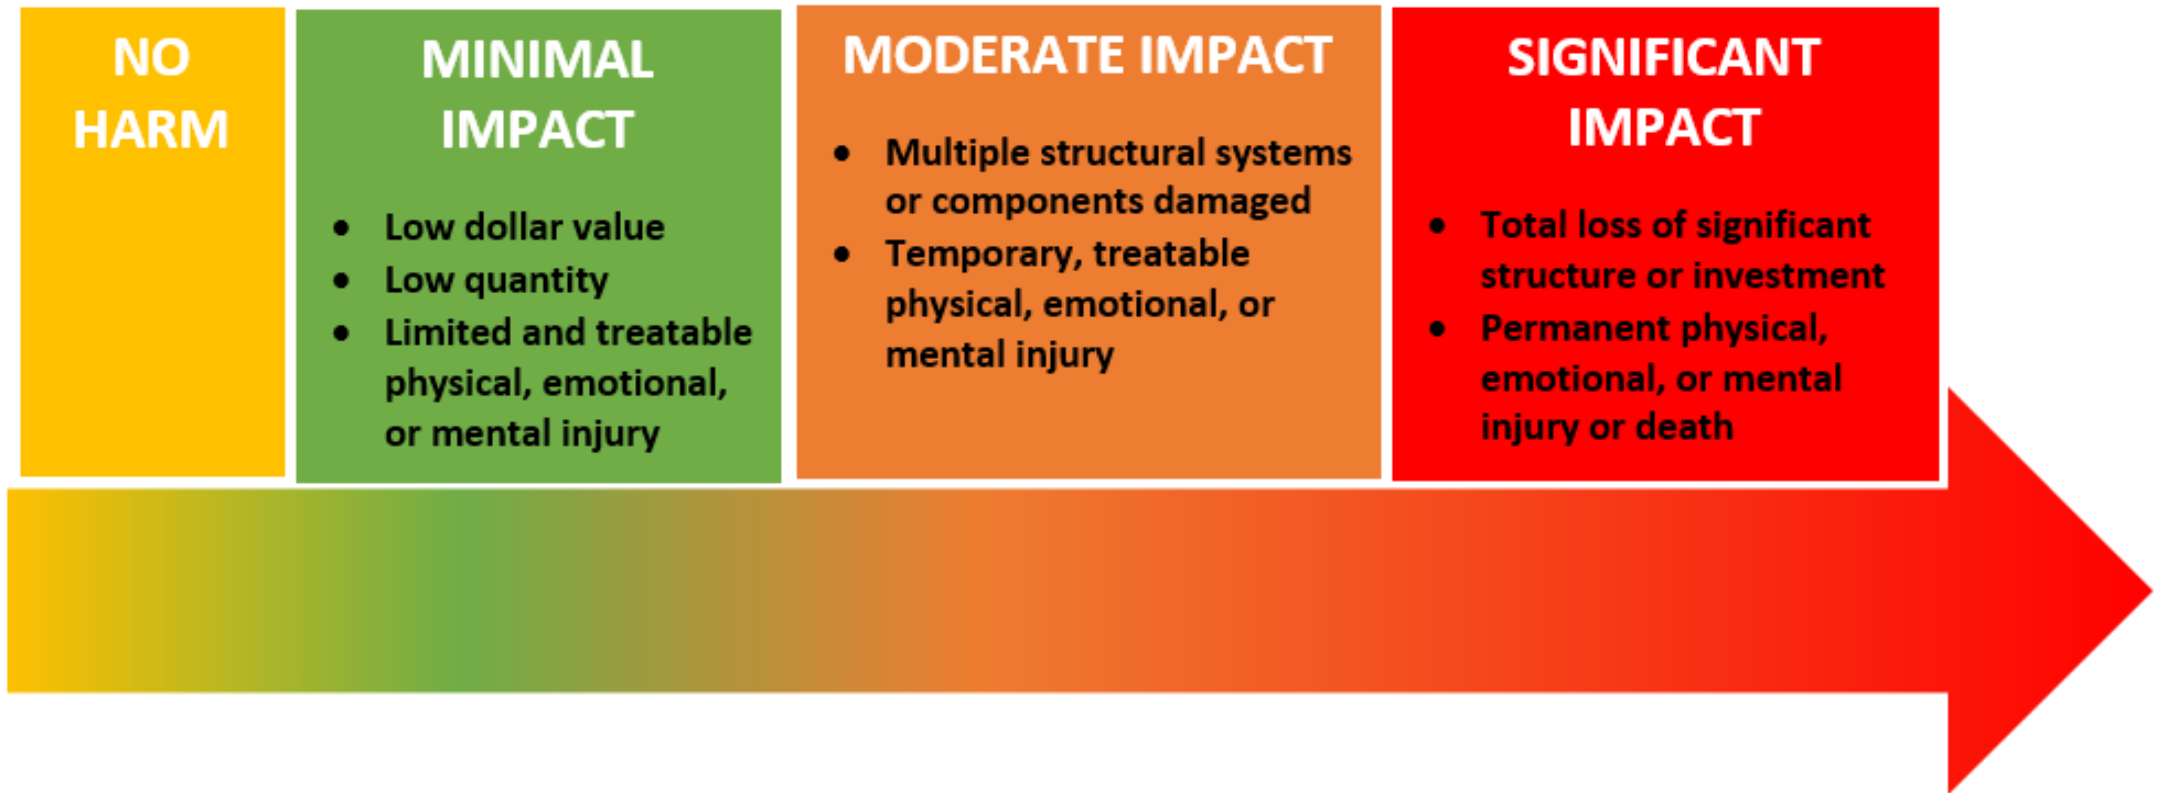 NO
HARM
MINIMAL
IMPACT
• Low dollar value
• Low quantity
• Limited and treatable
physical, emotional,
or mental injury
MODERATE IMPACT
• Multiple structural systems
or components damaged
• Temporary, treatable
physical, emotional, or
mental injury
SIGNIFICANT
IMPACT
• Total loss of significant
structure or investment
• Permanent physical,
emotional, or mental
injury or death